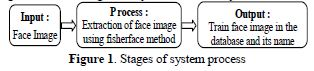 Input :
Face Image
Process :
Extraction of face image
using fisherface method
Output :
Train face image in the
database and its name
Figure 1. Stages of system process